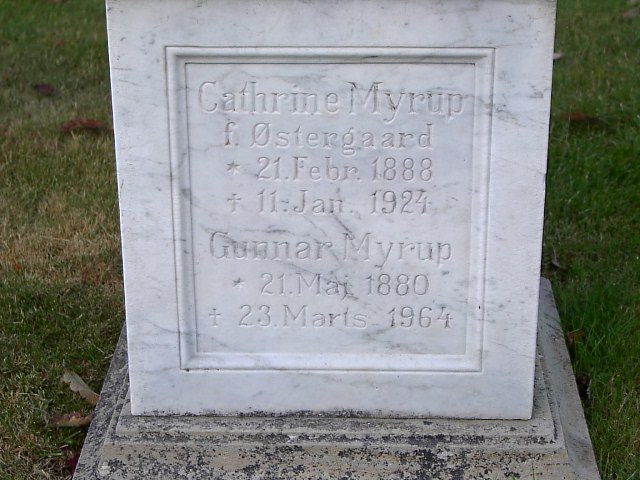 Cathrine Myrup
f. Østergaard
* 21. Febr. 1888
† 11. Jan. 1924
Gunnar Myrup
* 21. Maj 1880
† 23. Marts 1964